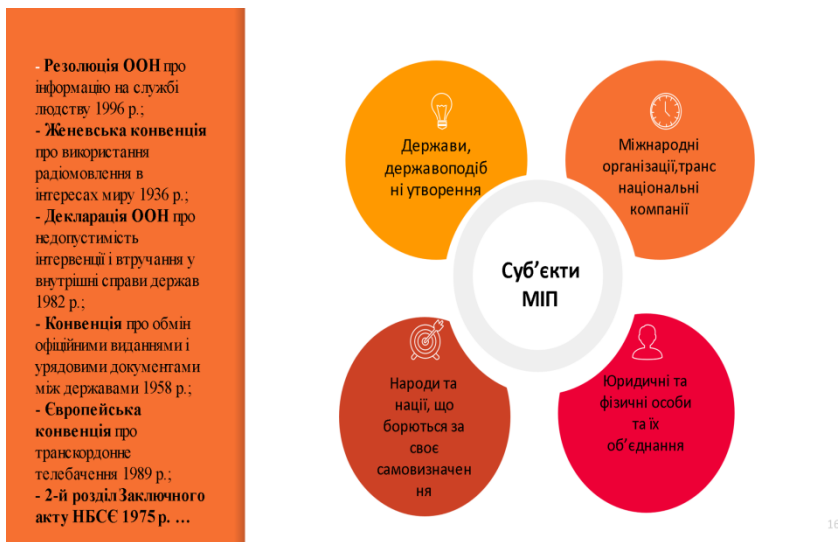 - Резолюція ООН про
інформацію на службі
людству 1996 р.;
- Женевська конвенція
про використання
радіомовлення в
інтересах миру 1936 р.;
- Декларація ООН про
недопустимість
інтервенції і втручання у
внутрішні справи держав
1982 р.;
- Конвенція про обмін
офіційними виданнями і
урядовими документами
між державами 1958 р.;
- Європейська
конвенція про
транскордонне
телебачення 1989 р.;
- 2-й розділ Заключного
акту НБСЄ 1975 р. ...
Держави,
державоподіб
ні утворення
Міжнародні
організації,транс
національні
компанії
Суб’єкти
МІП
Народи та
нації, що
борються за
своє
самовизначен
ня
Юридичні та
фізичні особи
та їх
об’єднання
16